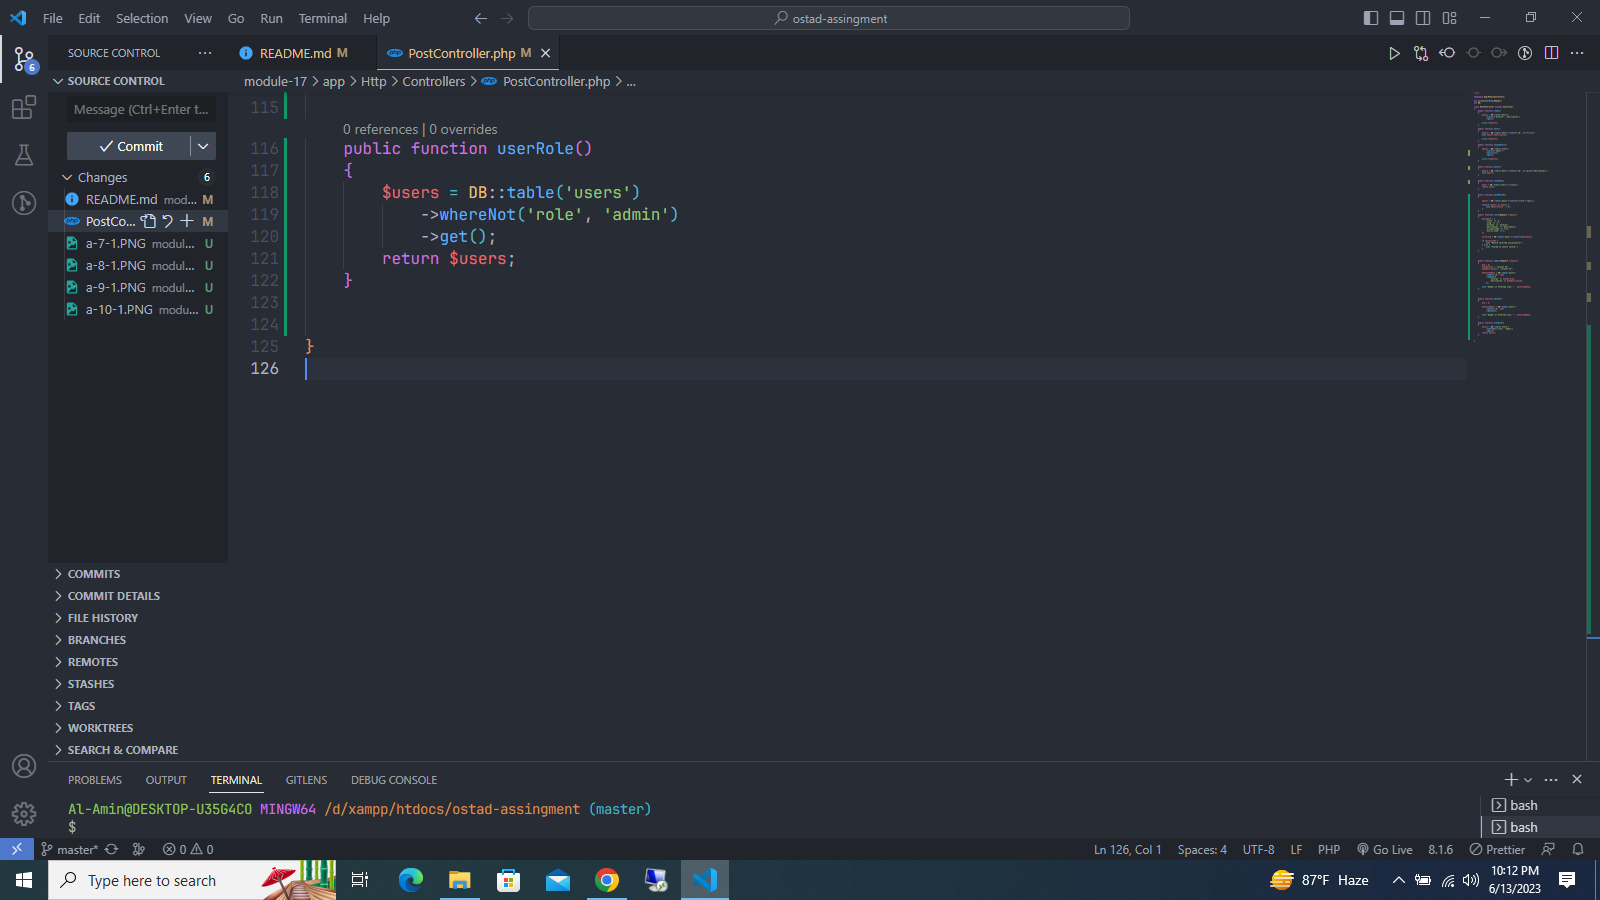 File Edit Selection View Go Run Terminal Help
ostad-assingment
SOURCE CONTROL
README.md M
PostController.php M
SOURCE CONTROL
module-17 > app > Http > Controllers > PostController.php > ...
Message (Ctrl+Enter t...
Commit
Changes 6
README.md mod... M
PostCo... M
a-7-1.PNG modul... U
a-8-1.PNG modul... U
a-9-1.PNG modul... U
a-10-1.PNG modu... U
115
0 references | 0 overrides
116 public function userRole()
117 {
118 $users = DB::table('users')
119 ->whereNot('role', 'admin')
120 ->get();
121 return $users;
122 }
123
124
125 }
126
COMMITS
COMMIT DETAILS
FILE HISTORY
BRANCHES
REMOTES
STASHES
TAGS
WORKTREES
SEARCH & COMPARE
PROBLEMS OUTPUT TERMINAL GITLENS DEBUG CONSOLE
Al-Amin@DESKTOP-U35G4CO MINGW64 /d/xampp/htdocs/ostad-assingment (master)
$
bash
bash
master* 0 0
Ln 126, Col 1 Spaces: 4 UTF-8 LF PHP Go Live 8.1.6 Prettier
Type here to search
87°F Haze
10:12 PM
6/13/2023
6